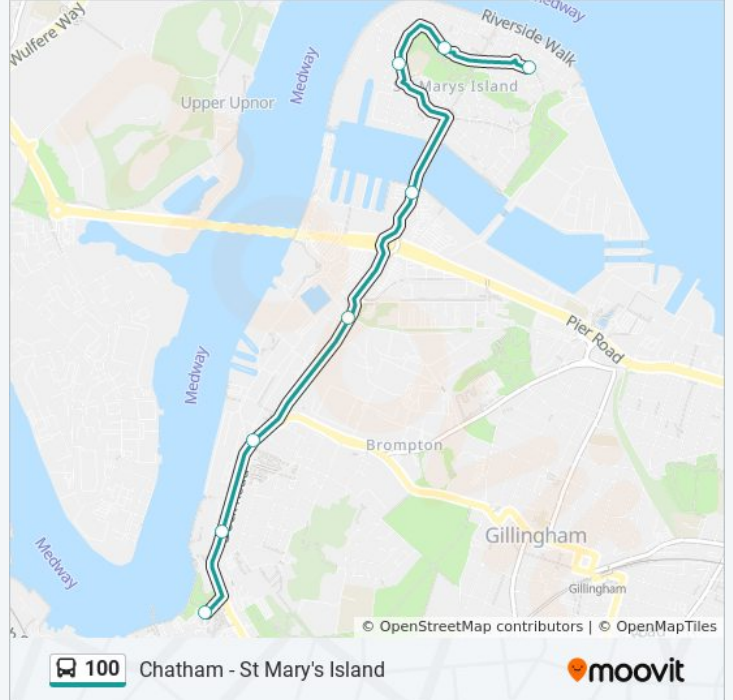 Wulfere Way
Medway
Riverside Walk
Medway
Upper Upnor
St Marys Island
Medway
Pier Road
Brompton
Medway
Gillingham
Gillingham
© OpenStreetMap contributors | © OpenMapTiles
100 Chatham - St Mary's Island
moovit